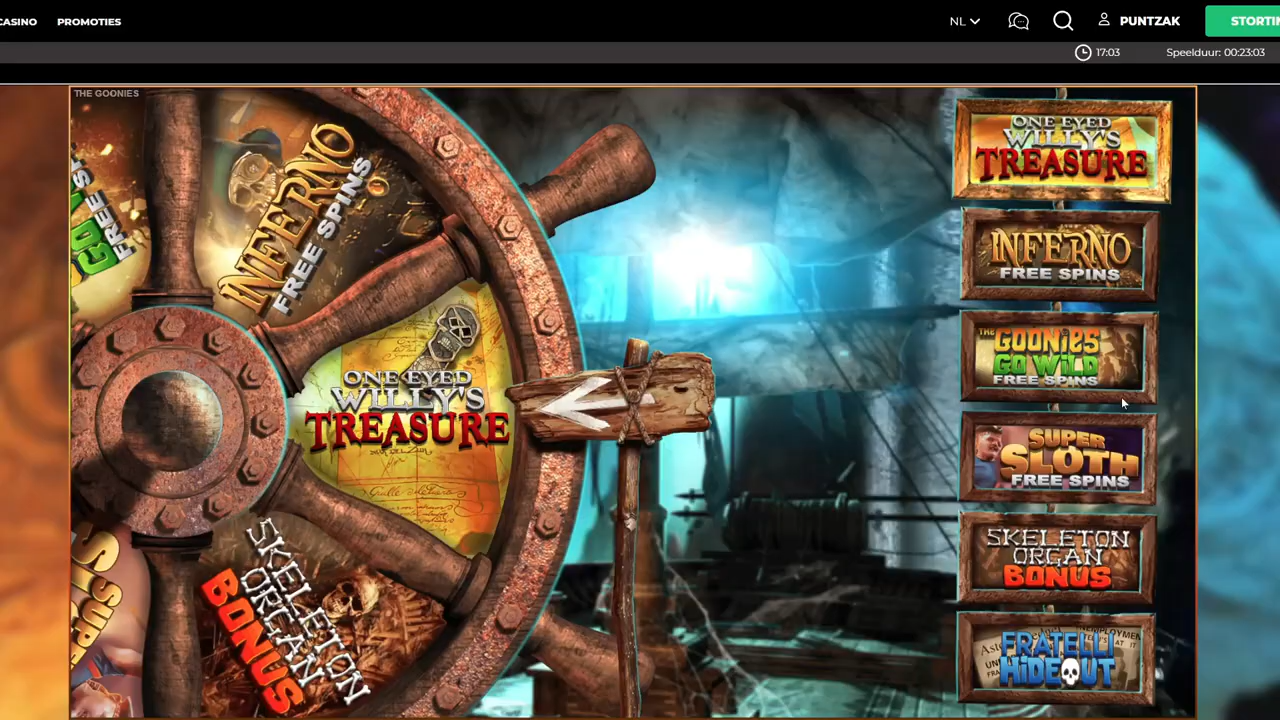 CASINO
PROMOTIES
NL
PUNTZAK
17:03
Speelduur: 00:23:03
THE GOONIES
FREE S
INFERNO
FREE SPINS
ONE EYED
WILLY'S
TREASURE
SUPER
SKELETON
ORGAN
BONUS
ONE EYED
WILLY'S
TREASURE
INFERNO
FREE SPINS
THE
GOONIES
GO WILD
FREE SPINS
SUPER
SLOTH
FREE SPINS
SKELETON
ORGAN
BONUS
FRATELLI
HIDEOUT